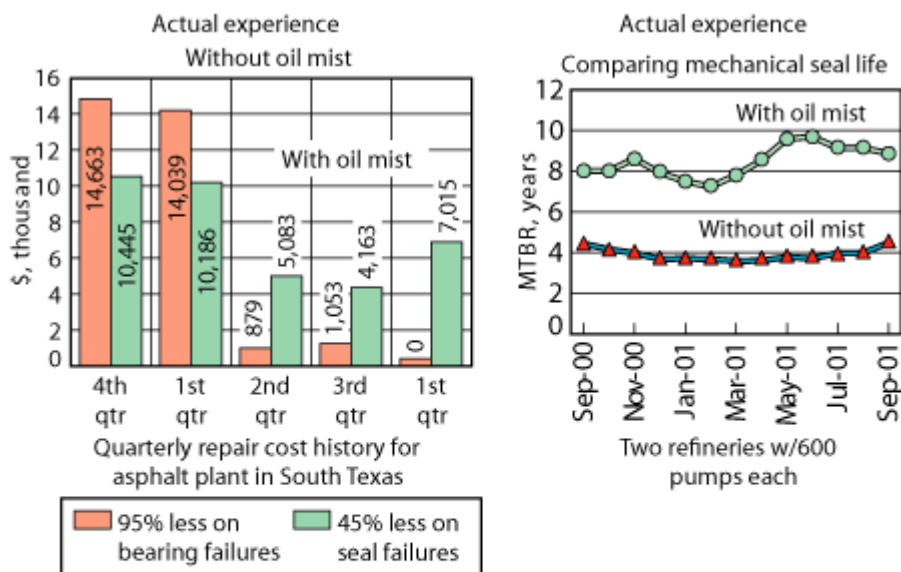 Actual experience
Without oil mist
16
14
12
10
8
6
4
2
0
$, thousand
14,663
10,445
14,039
10,186
With oil mist
879
5,083
1,053
4,163
0
7,015
4th
qtr
1st
qtr
2nd
qtr
3rd
qtr
1st
qtr
Quarterly repair cost history for
asphalt plant in South Texas
95% less on
bearing failures
45% less on
seal failures
Actual experience
Comparing mechanical seal life
12
10
8
6
4
2
0
MTBR, years
With oil mist
Without oil mist
Sep-00
Nov-00
Jan-01
Mar-01
May-01
Jul-01
Sep-01
Two refineries w/600
pumps each